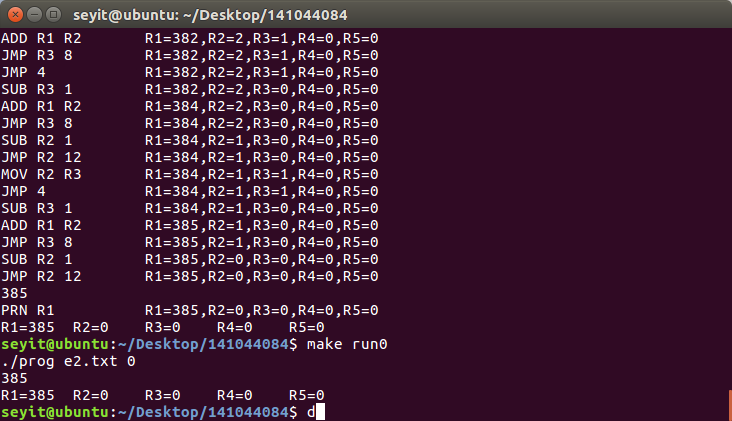 seyit@ubuntu: ~/Desktop/141044084
ADD R1 R2       R1=382,R2=2,R3=1,R4=0,R5=0
JMP R3 8        R1=382,R2=2,R3=1,R4=0,R5=0
JMP 4           R1=382,R2=2,R3=1,R4=0,R5=0
SUB R3 1        R1=382,R2=2,R3=0,R4=0,R5=0
ADD R1 R2       R1=384,R2=2,R3=0,R4=0,R5=0
JMP R3 8        R1=384,R2=2,R3=0,R4=0,R5=0
SUB R2 1        R1=384,R2=1,R3=0,R4=0,R5=0
JMP R2 12       R1=384,R2=1,R3=0,R4=0,R5=0
MOV R2 R3       R1=384,R2=1,R3=1,R4=0,R5=0
JMP 4           R1=384,R2=1,R3=1,R4=0,R5=0
SUB R3 1        R1=384,R2=1,R3=0,R4=0,R5=0
ADD R1 R2       R1=385,R2=1,R3=0,R4=0,R5=0
JMP R3 8        R1=385,R2=1,R3=0,R4=0,R5=0
SUB R2 1        R1=385,R2=0,R3=0,R4=0,R5=0
JMP R2 12       R1=385,R2=0,R3=0,R4=0,R5=0
385
PRN R1          R1=385,R2=0,R3=0,R4=0,R5=0
R1=385  R2=0    R3=0    R4=0    R5=0
seyit@ubuntu:~/Desktop/141044084$ make run0
./prog e2.txt 0
385
R1=385  R2=0    R3=0    R4=0    R5=0
seyit@ubuntu:~/Desktop/141044084$ d